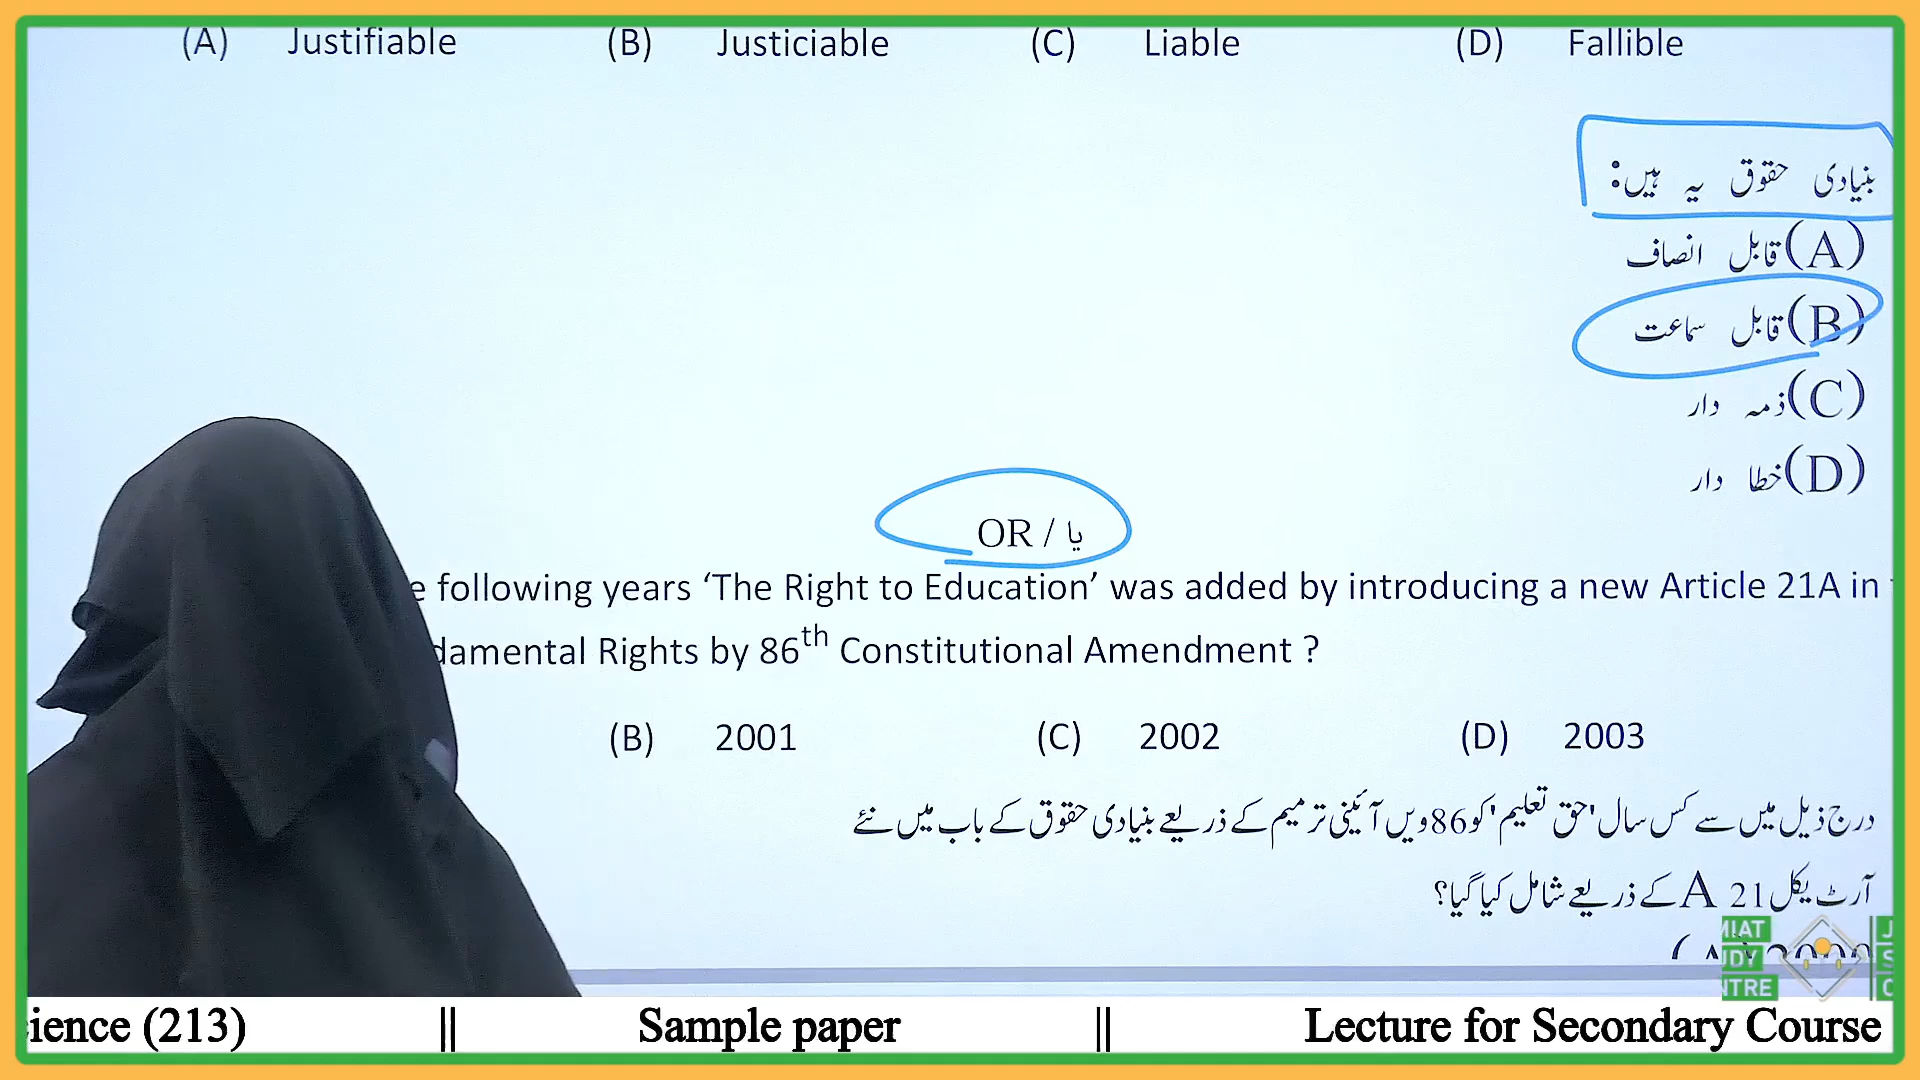 (A) Justifiable (B) Justiciable (C) Liable (D) Fallible
بنیادی حقوق یہ ہیں:
(A) قابل انصاف
(B) قابل سماعت
(C) ذمہ دار
(D) خطا دار
OR / یا
following years ‘The Right to Education’ was added by introducing a new Article 21A in
Rights by 86th Constitutional Amendment ?
(B) 2001 (C) 2002 (D) 2003
درج ذیل میں سے کس سال 'حق تعلیم' کو 86ویں آئینی ترمیم کے ذریعے بنیادی حقوق کے باب میں نئے
آرٹیکل 21 A کے ذریعے شامل کیا گیا؟
(213) || Sample paper || Lecture for Secondary Course